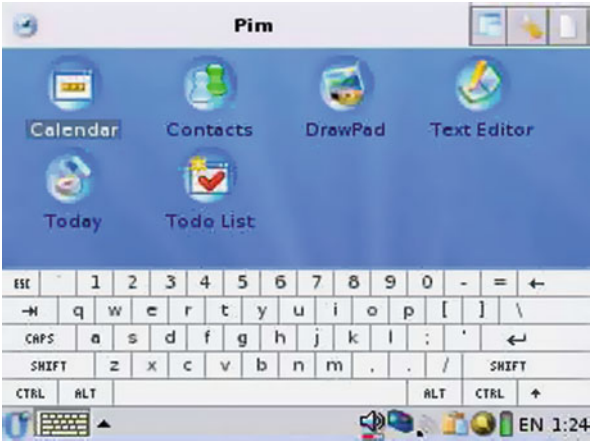 Pim
Calendar Contacts DrawPad Text Editor
Today Todo List
ESC ` 1 2 3 4 5 6 7 8 9 0 - = ←
q w e r t y u i o p [ ] \
CAPS a s d f g h j k l ; ' ↵
SHIFT z x c v b n m , . / SHIFT
CTRL ALT ALT CTRL ↑
EN 1:24